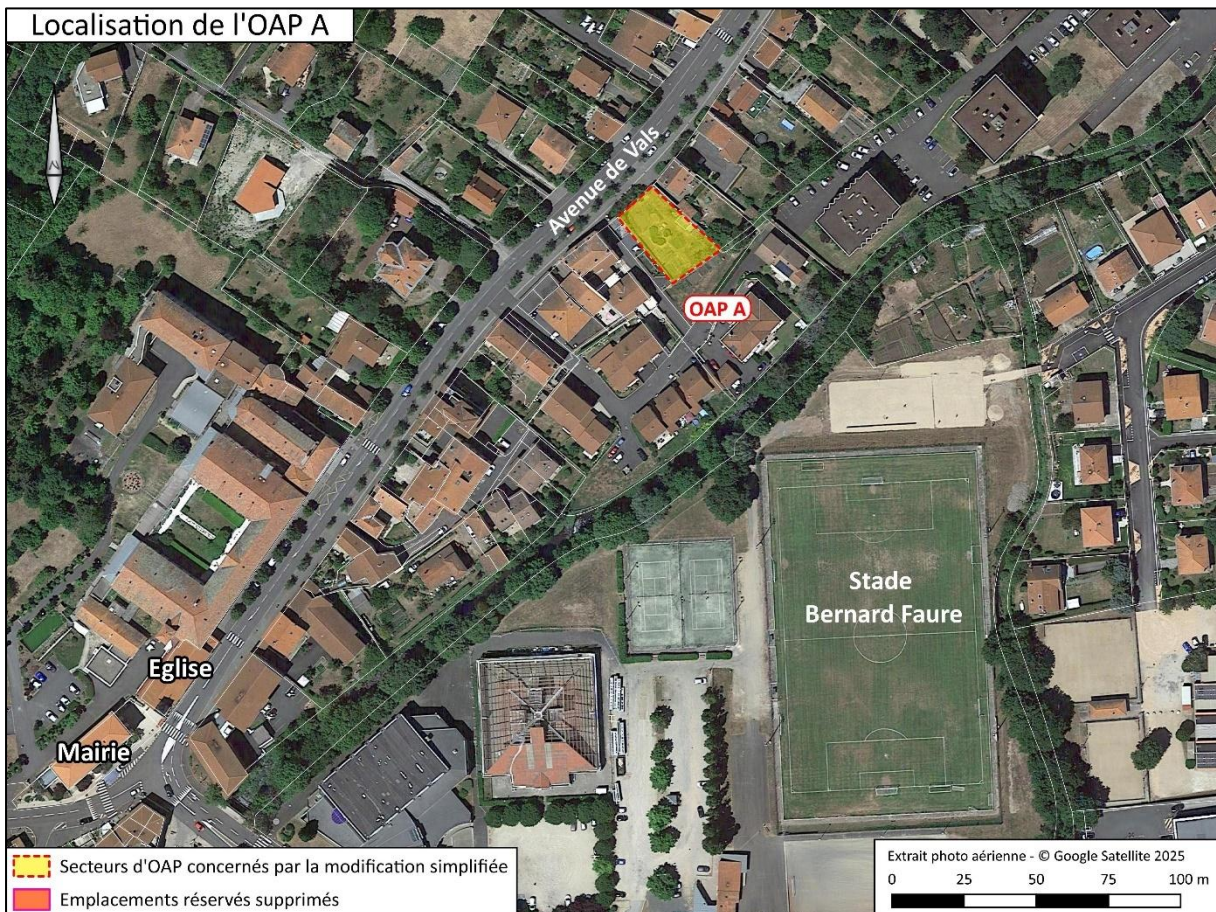 Localisation de l'OAP A
Avenue de Vals
OAP A
Stade
Bernard Faure
Eglise
Mairie
Secteurs d'OAP concernés par la modification simplifiée
Emplacements réservés supprimés
Extrait photo aérienne - © Google Satellite 2025
0 25 50 75 100 m